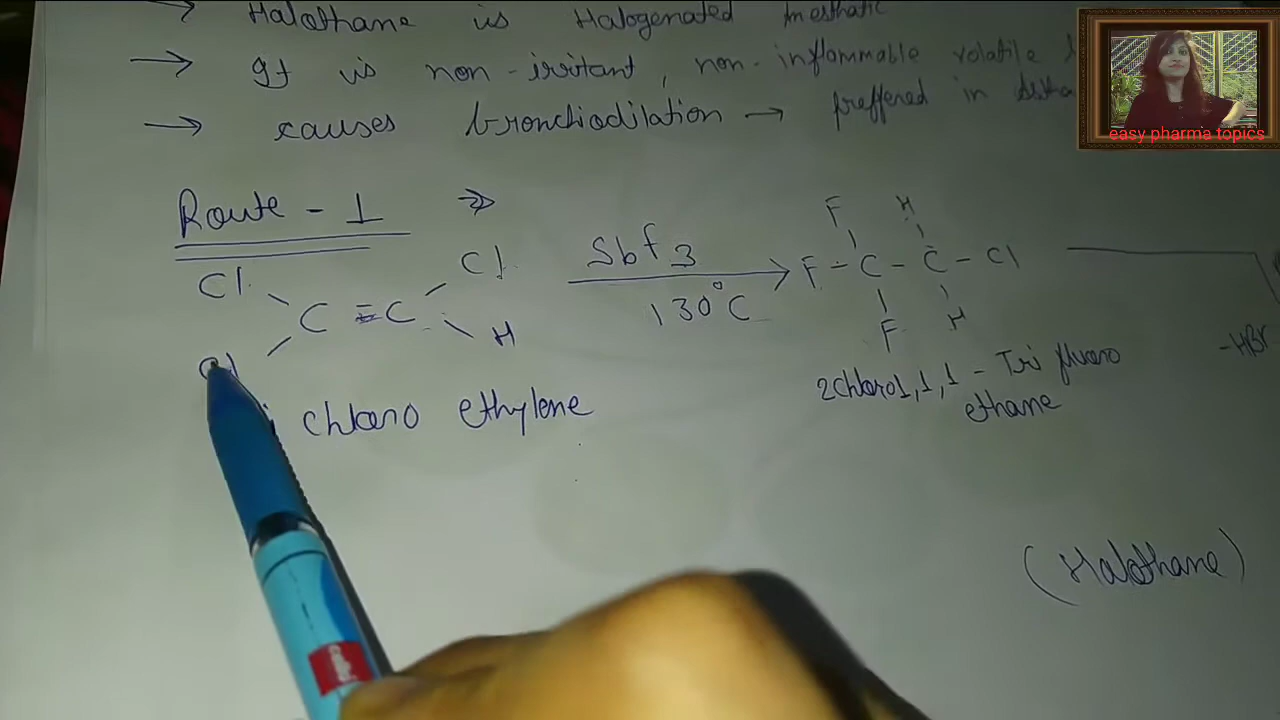 → Halothane is Halogenated Anesthatic
→ It is non-irritant, non-inflammable volatile
→ causes bronchiodilation → preffered in
easy pharma topics
Route - 1 ⇒
Cl Cl SbF3 F H
C = C 130°C F - C - C - Cl
Cl H F H
-HBr
chloro ethylene 2chloro1,1,1 - Tri fluoro
ethane
(Halothane)